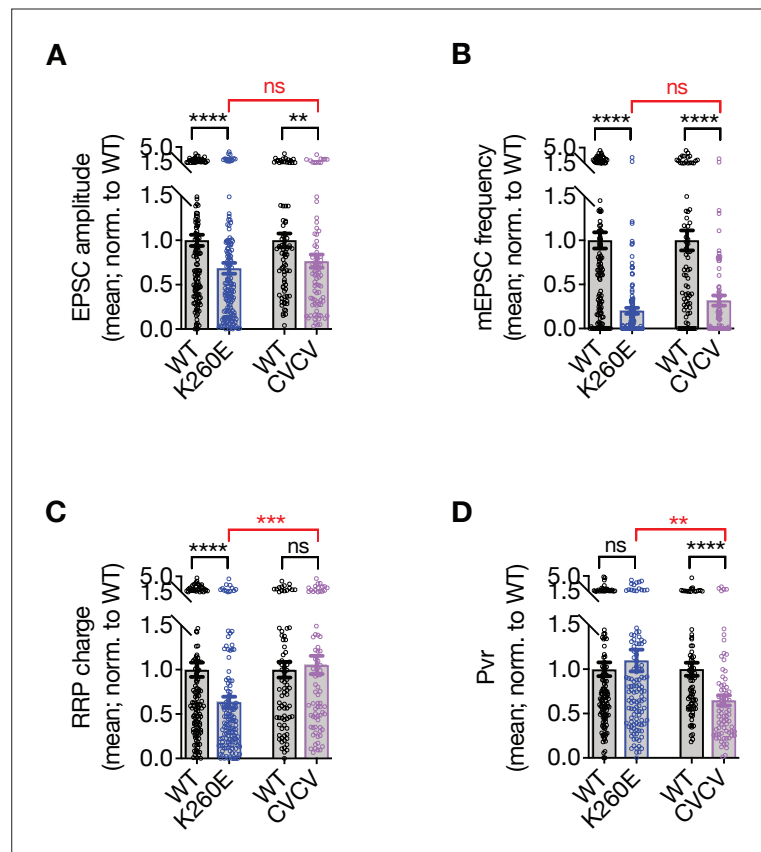 A
ns
****
**
5.0
1.5
1.5
1.0
0.5
0.0
EPSC amplitude
(mean; norm. to WT)
WT
K260E
WT
CVCV
B
ns
****
****
5.0
1.5
1.5
1.0
0.5
0.0
mEPSC frequency
(mean; norm. to WT)
WT
K260E
WT
CVCV
C
***
****
ns
5.0
1.5
1.5
1.0
0.5
0.0
RRP charge
(mean; norm. to WT)
WT
K260E
WT
CVCV
D
**
ns
****
5.0
1.5
1.5
1.0
0.5
0.0
Pvr
(mean; norm. to WT)
WT
K260E
WT
CVCV